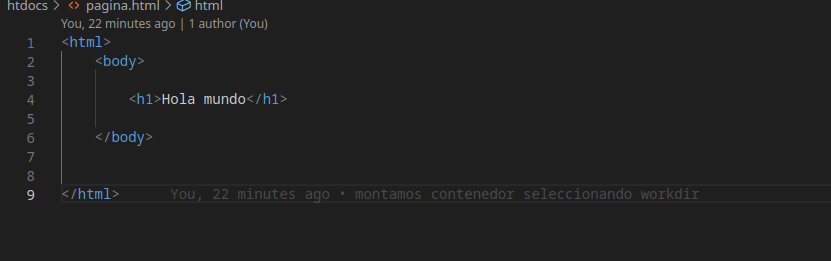 htdocs > <> pagina.html > html
You, 22 minutes ago | 1 author (You)
1 <html>
2 <body>
3
4 <h1>Hola mundo</h1>
5
6 </body>
7
8
9 </html> You, 22 minutes ago • montamos contenedor seleccionando workdir